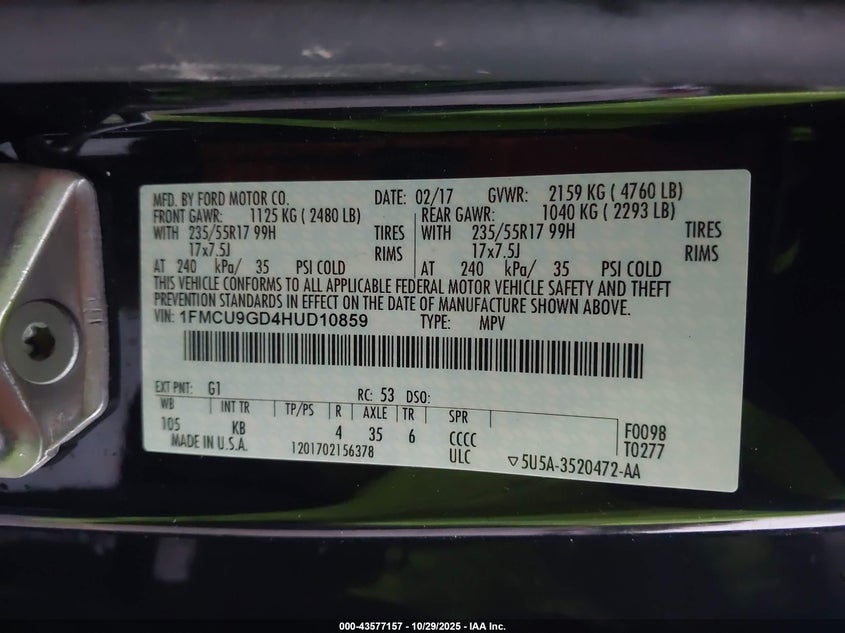 MFD. BY FORD MOTOR CO. DATE: 02/17 GVWR: 2159 KG ( 4760 LB)
FRONT GAWR: 1125 KG ( 2480 LB) REAR GAWR: 1040 KG ( 2293 LB)
WITH 235/55R17 99H TIRES WITH 235/55R17 99H TIRES
17x7.5J RIMS 17x7.5J RIMS
AT 240 kPa/ 35 PSI COLD AT 240 kPa/ 35 PSI COLD
THIS VEHICLE CONFORMS TO ALL APPLICABLE FEDERAL MOTOR VEHICLE SAFETY AND THEFT
PREVENTION STANDARDS IN EFFECT ON THE DATE OF MANUFACTURE SHOWN ABOVE.
VIN: 1FMCU9GD4HUD10859 TYPE: MPV
EXT PNT: G1 RC: 53 DSO:
WB INT TR TP/PS R AXLE TR SPR F0098
105 KB 4 35 6 CCCC T0277
MADE IN U.S.A. 1201702156378 ULC ▽5U5A-3520472-AA
000-43577157 • 10/29/2025 • IAA Inc.